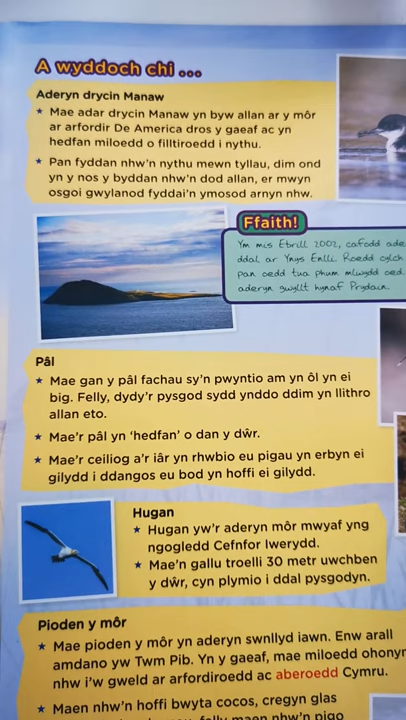 A wyddoch chi ...
Aderyn drycin Manaw
★ Mae adar drycin Manaw yn byw allan ar y môr
ar arfordir De America dros y gaeaf ac yn
hedfan miloedd o filltiroedd i nythu.
★ Pan fyddan nhw'n nythu mewn tyllau, dim ond
yn y nos y byddan nhw'n dod allan, er mwyn
osgoi gwylanod fyddai'n ymosod arnyn nhw.
Ffaith!
Ym mis Ebrill 2002, cafodd ade
ddal ar Ynys Enlli. Roedd cylch
pan oedd tua phum mlwydd oed.
aderyn gwyllt hynaf Prydain.
Pâl
★ Mae gan y pâl fachau sy'n pwyntio am yn ôl yn ei
big. Felly, dydy'r pysgod sydd ynddo ddim yn llithro
allan eto.
★ Mae'r pâl yn 'hedfan' o dan y dŵr.
★ Mae'r ceiliog a'r iâr yn rhwbio eu pigau yn erbyn ei
gilydd i ddangos eu bod yn hoffi ei gilydd.
Hugan
★ Hugan yw'r aderyn môr mwyaf yng
ngogledd Cefnfor Iwerydd.
★ Mae'n gallu troelli 30 metr uwchben
y dŵr, cyn plymio i ddal pysgodyn.
Pioden y môr
★ Mae pioden y môr yn aderyn swnllyd iawn. Enw arall
amdano yw Twm Pib. Yn y gaeaf, mae miloedd ohonyn
nhw i'w gweld ar arfordiroedd ac aberoedd Cymru.
★ Maen nhw'n hoffi bwyta cocos, cregyn glas
felly maen nhw'n pigo